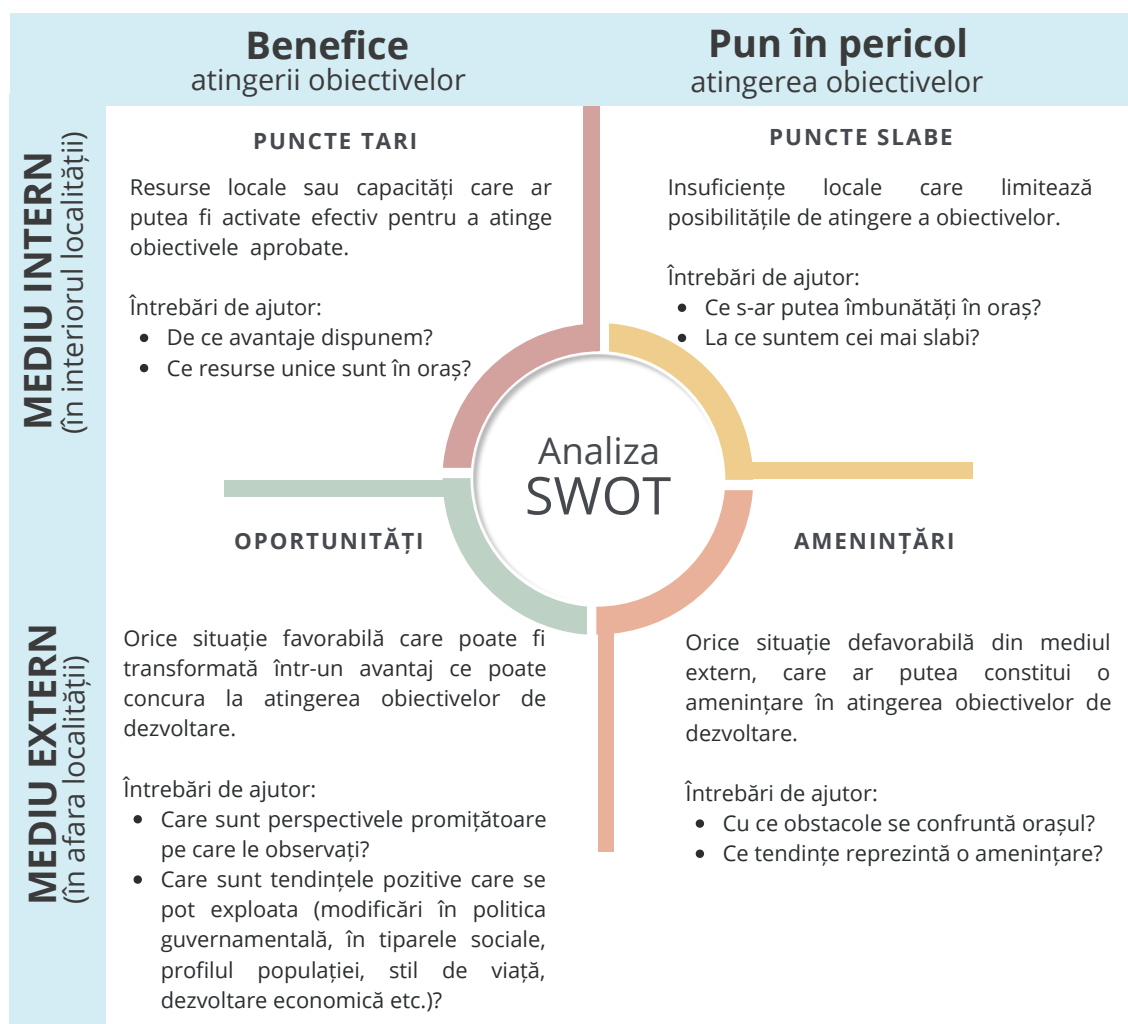 Benefice
atingerii obiectivelor
Pun în pericol
atingerea obiectivelor
MEDIU INTERN
(în interiorul localității)
PUNCTE TARI
Resurse locale sau capacități care ar
putea fi activate efectiv pentru a atinge
obiectivele aprobate.
Întrebări de ajutor:
• De ce avantaje dispunem?
• Ce resurse unice sunt în oraș?
PUNCTE SLABE
Insuficiențe locale care limitează
posibilitățile de atingere a obiectivelor.
Întrebări de ajutor:
• Ce s-ar putea îmbunătăți în oraș?
• La ce suntem cei mai slabi?
Analiza
SWOT
MEDIU EXTERN
(în afara localității)
OPORTUNITĂȚI
Orice situație favorabilă care poate fi
transformată într-un avantaj ce poate
concura la atingerea obiectivelor de
dezvoltare.
Întrebări de ajutor:
• Care sunt perspectivele promițătoare
pe care le observați?
• Care sunt tendințele pozitive care se
pot exploata (modificări în politica
guvernamentală, în tiparele sociale,
profilul populației, stil de viață,
dezvoltare economică etc.)?
AMENINȚĂRI
Orice situație defavorabilă din mediul
extern, care ar putea constitui o
amenințare în atingerea obiectivelor de
dezvoltare.
Întrebări de ajutor:
• Cu ce obstacole se confruntă orașul?
• Ce tendințe reprezintă o amenințare?